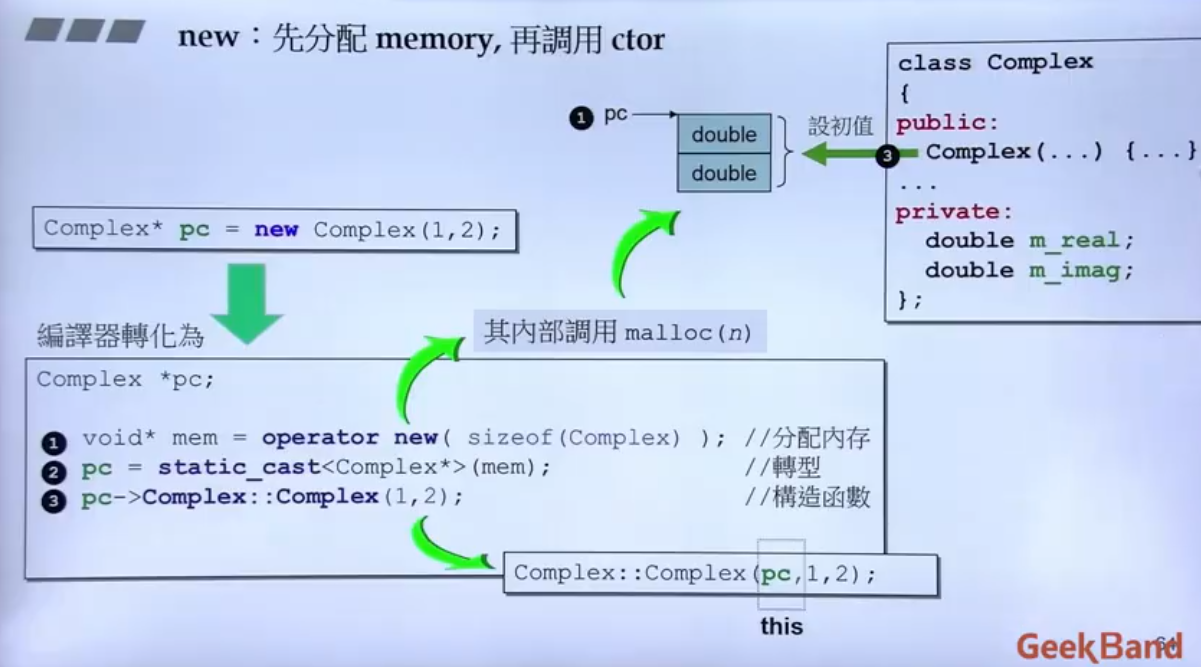 new：先分配 memory, 再調用 ctor
class Complex
{
public:
Complex(...) {...}
...
private:
double m_real;
double m_imag;
};
1 pc
double
double
設初值
3
Complex* pc = new Complex(1,2);
編譯器轉化為
其內部調用 malloc(n)
Complex *pc;
1 void* mem = operator new( sizeof(Complex) ); //分配內存
2 pc = static_cast<Complex*>(mem); //轉型
3 pc->Complex::Complex(1,2); //構造函數
Complex::Complex(pc,1,2);
this
GeekBand
64